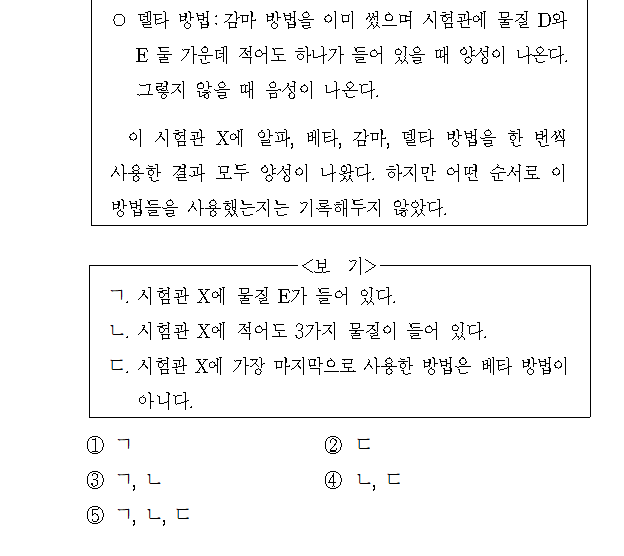 ○ 델타 방법: 감마 방법을 이미 썼으며 시험관에 물질 D와
E 둘 가운데 적어도 하나가 들어 있을 때 양성이 나온다.
그렇지 않을 때 음성이 나온다.
이 시험관 X에 알파, 베타, 감마, 델타 방법을 한 번씩
사용한 결과 모두 양성이 나왔다. 하지만 어떤 순서로 이
방법들을 사용했는지는 기록해두지 않았다.
<보 기>
ㄱ. 시험관 X에 물질 E가 들어 있다.
ㄴ. 시험관 X에 적어도 3가지 물질이 들어 있다.
ㄷ. 시험관 X에 가장 마지막으로 사용한 방법은 베타 방법이
아니다.
① ㄱ ② ㄷ
③ ㄱ, ㄴ ④ ㄴ, ㄷ
⑤ ㄱ, ㄴ, ㄷ